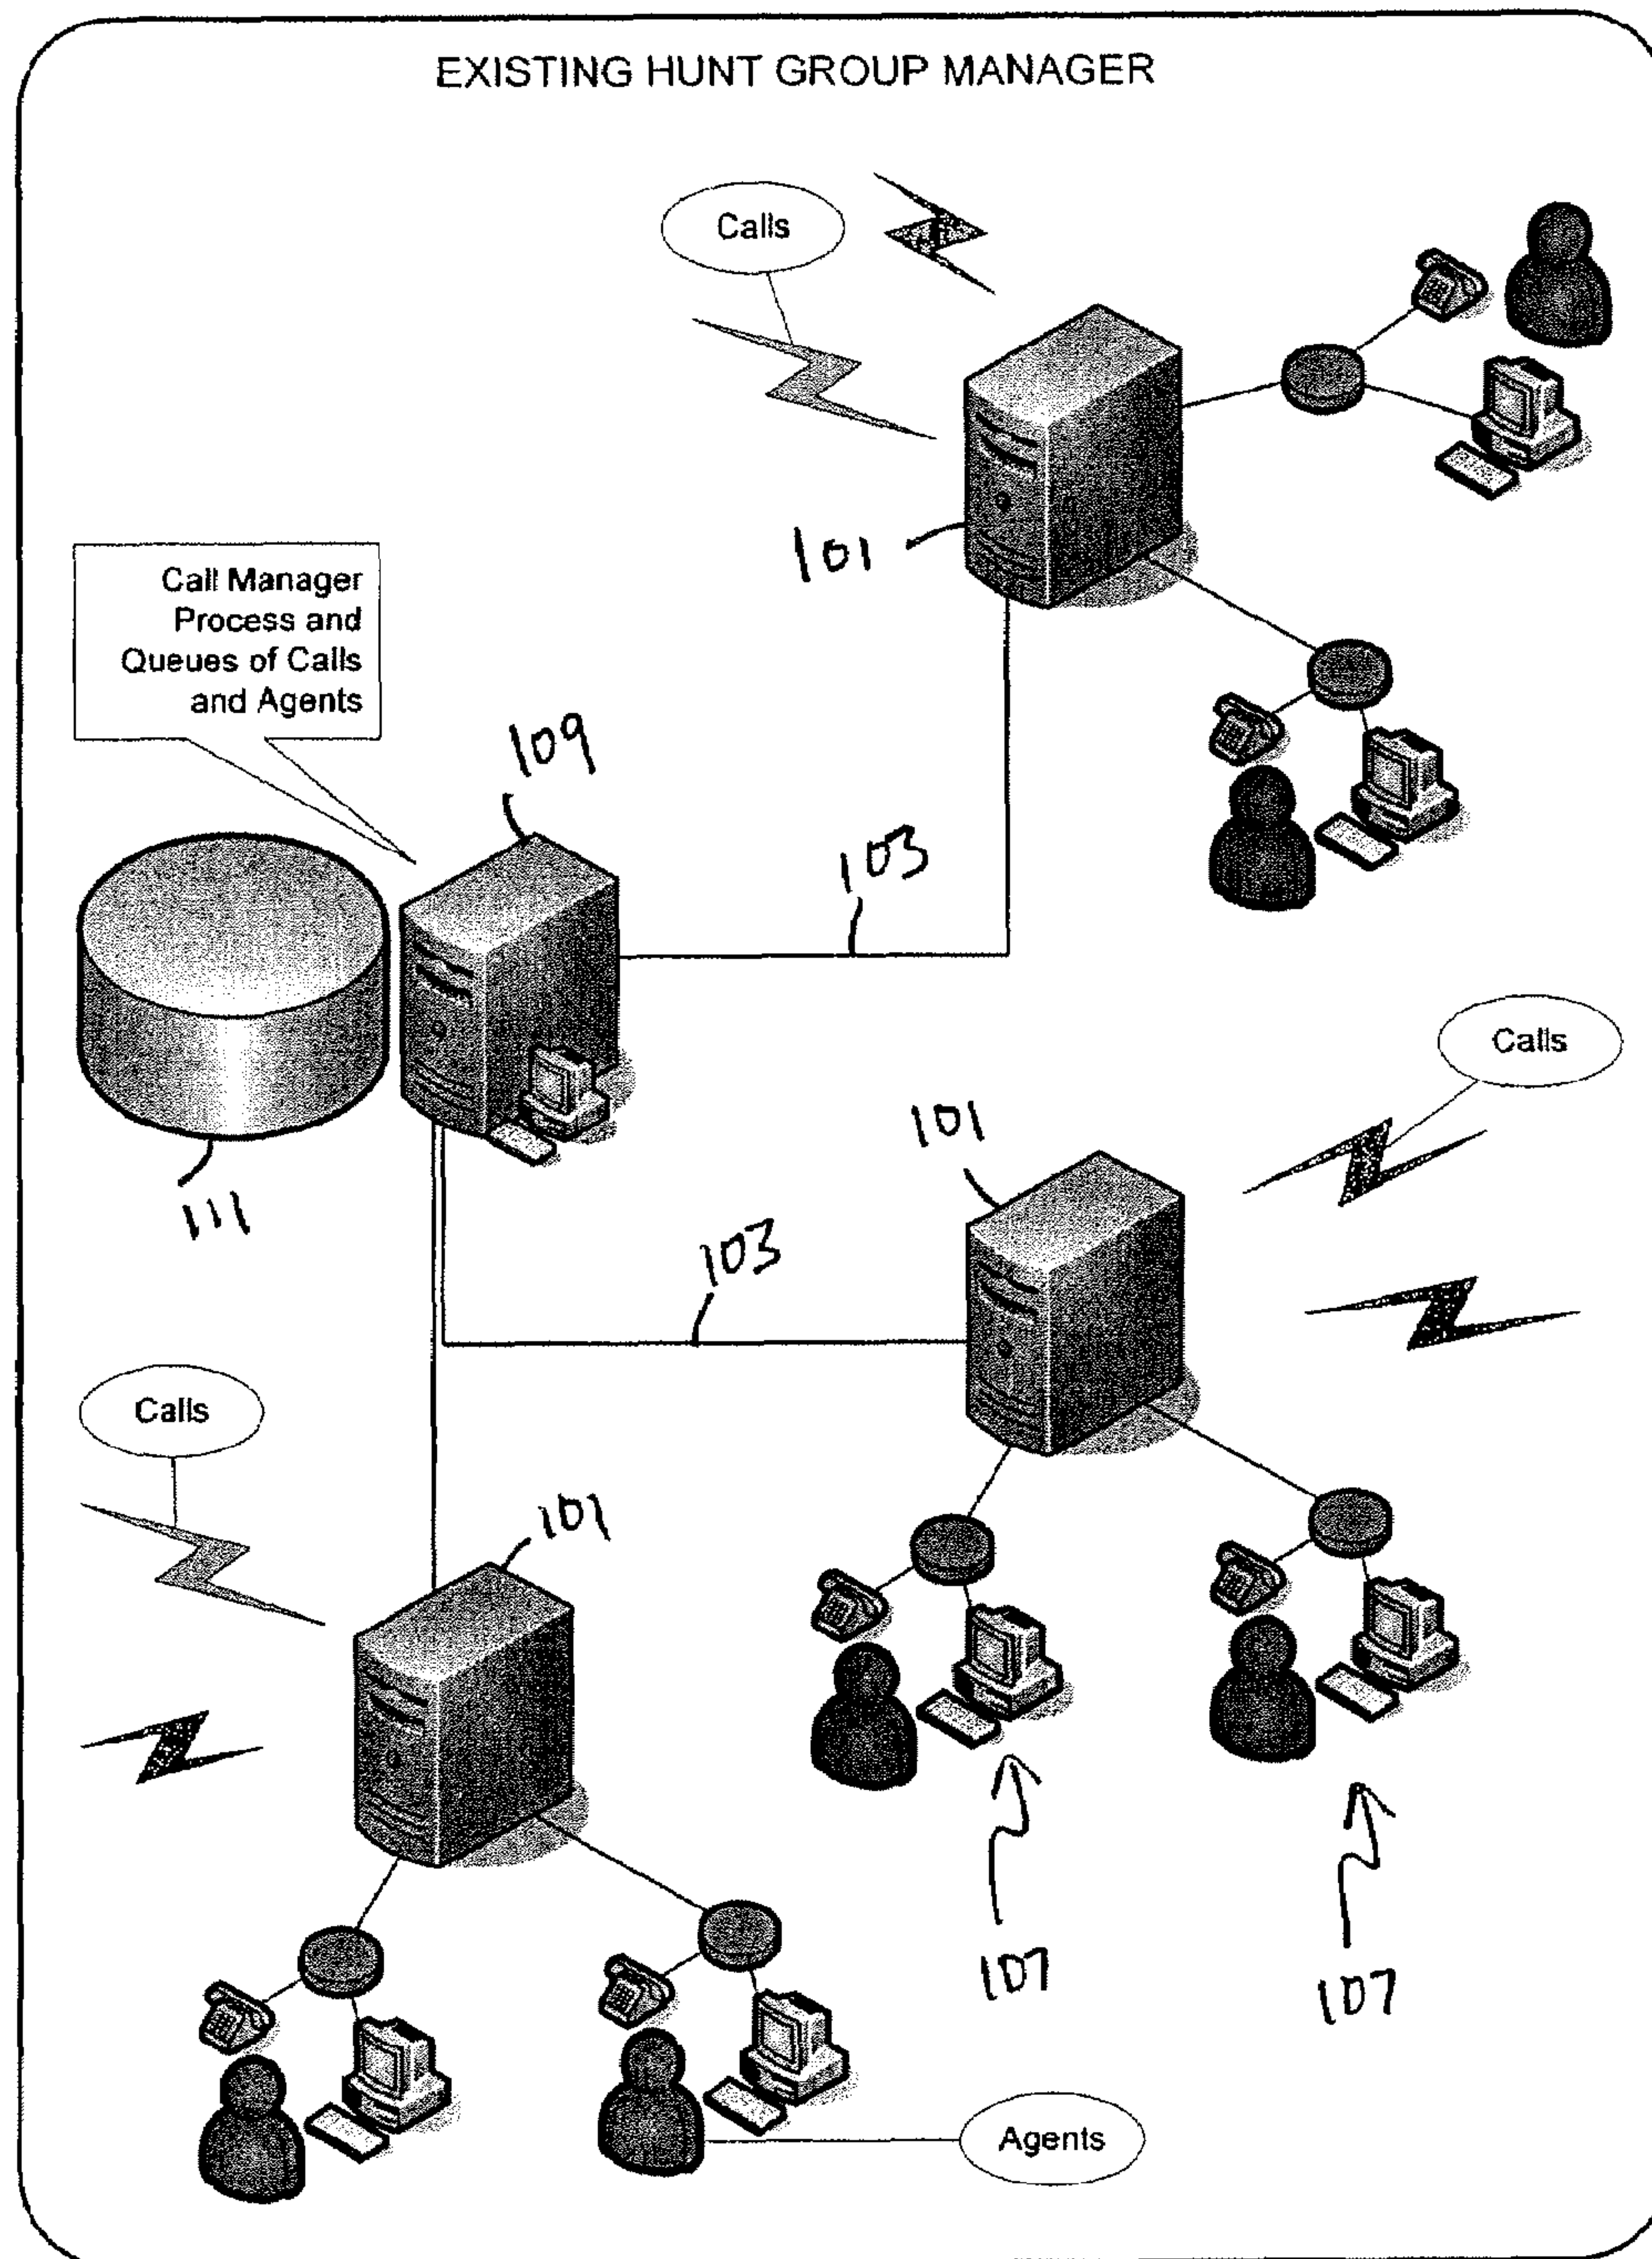 EXISTING HUNT GROUP MANAGER
Calls
101
Call Manager
Process and
Queues of Calls
and Agents
109
103
Calls
101
111
103
Calls
101
107
107
Agents